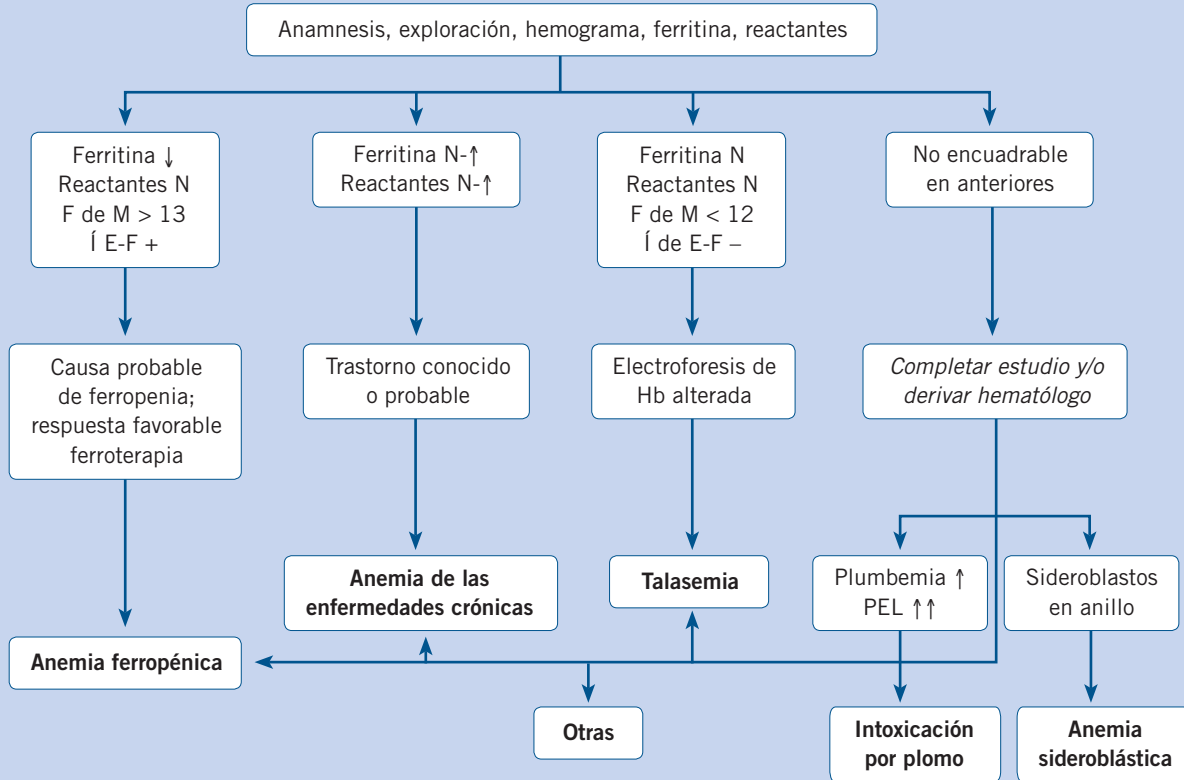 Anamnesis, exploración, hemograma, ferritina, reactantes
Ferritina ↓
Reactantes N
F de M > 13
Í E-F +
Ferritina N-↑
Reactantes N-↑
Ferritina N
Reactantes N
F de M < 12
Í de E-F –
No encuadrable
en anteriores
Causa probable
de ferropenia;
respuesta favorable
ferroterapia
Trastorno conocido
o probable
Electroforesis de
Hb alterada
Completar estudio y/o
derivar hematólogo
Anemia de las
enfermedades crónicas
Talasemia
Plumbemia ↑
PEL ↑↑
Sideroblastos
en anillo
Anemia ferropénica
Otras
Intoxicación
por plomo
Anemia
sideroblástica